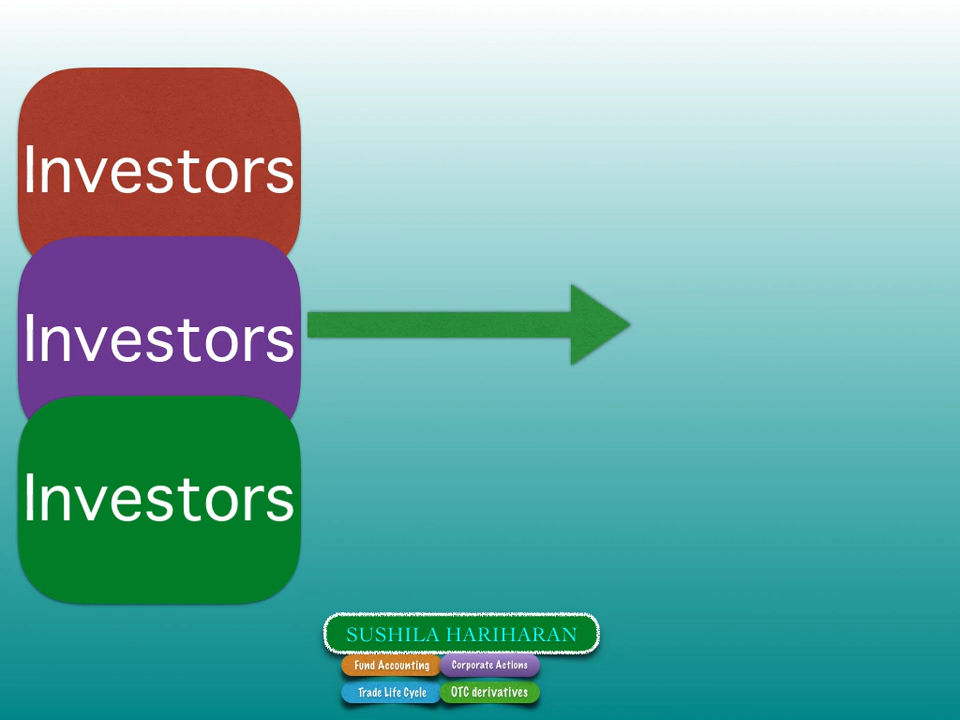 Investors
Investors
Investors
SUSHILA HARIHARAN
Fund Accounting Corporate Actions
Trade Life Cycle OTC derivatives